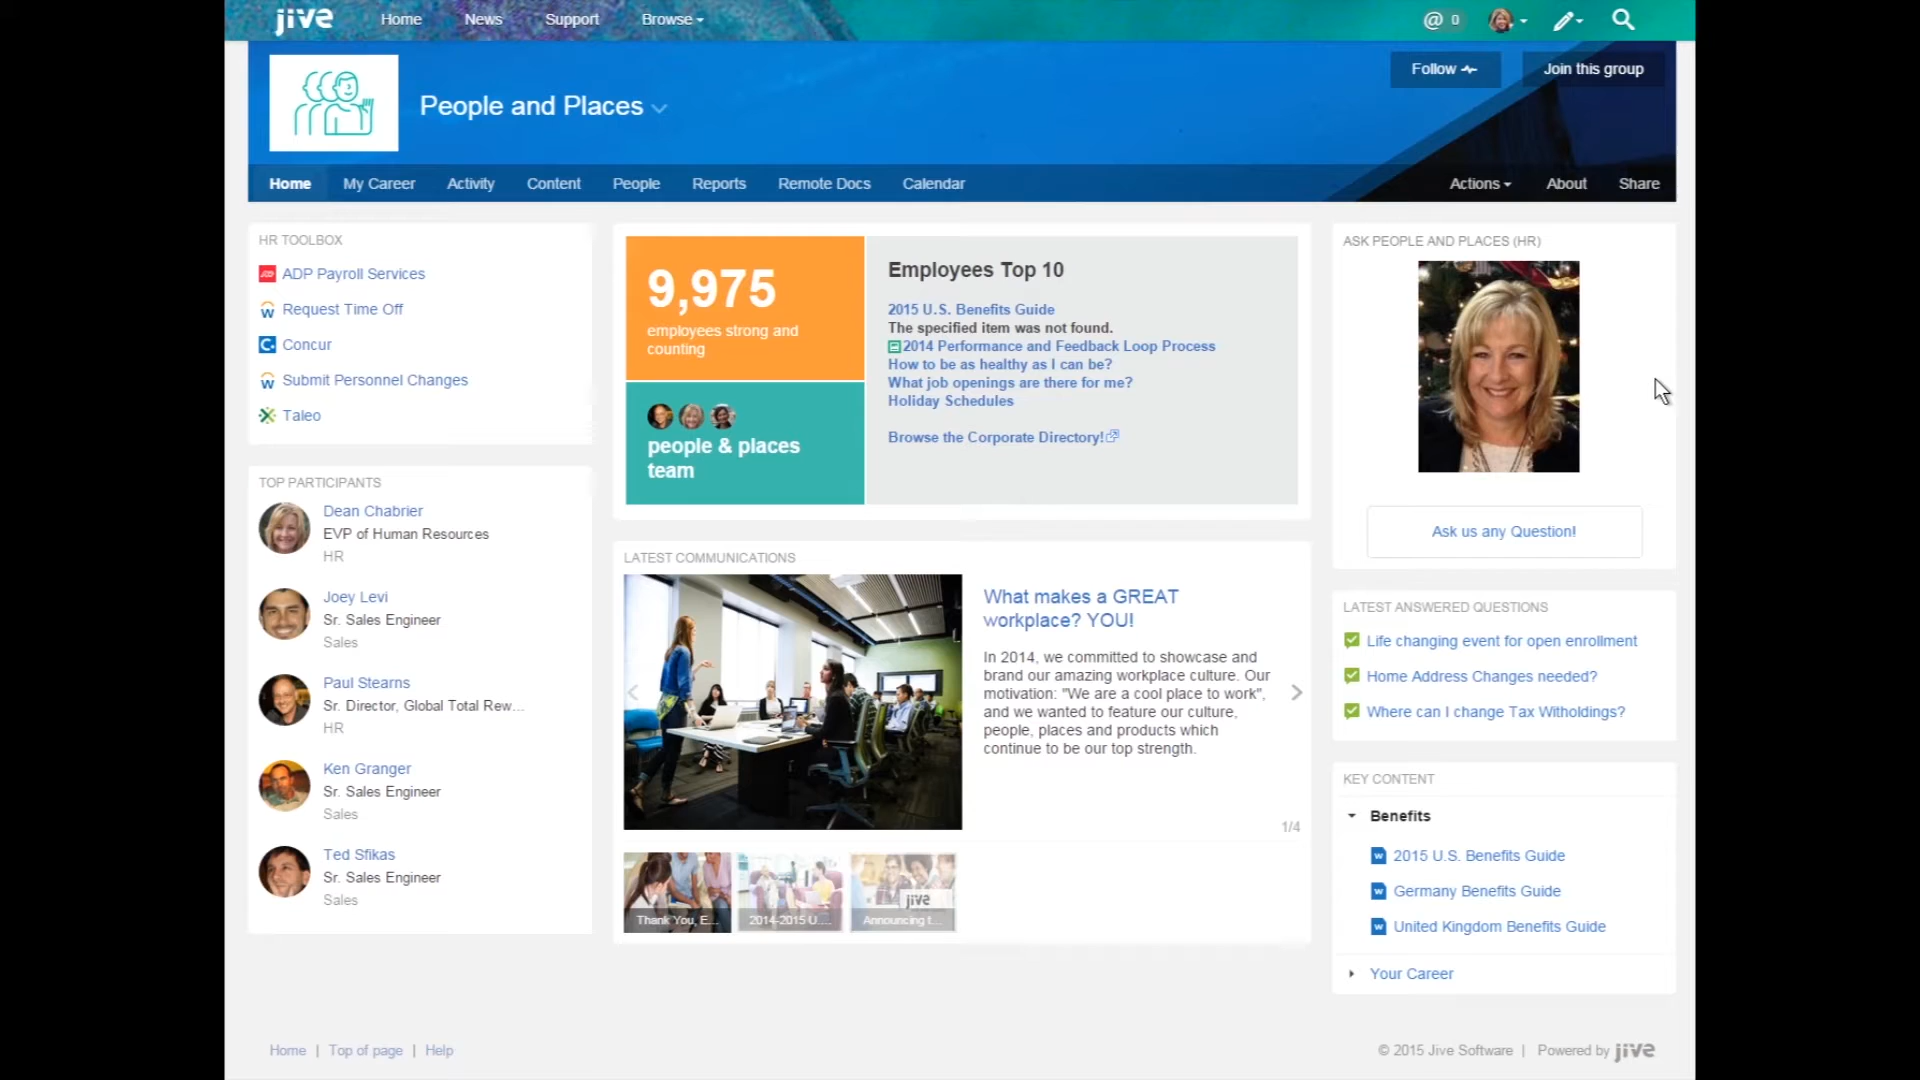 jive
Home
News
Support
Browse
@ 0
People and Places
Follow
Join this group
Home
My Career
Activity
Content
People
Reports
Remote Docs
Calendar
Actions
About
Share
HR TOOLBOX
ADP Payroll Services
Request Time Off
Concur
Submit Personnel Changes
Taleo
TOP PARTICIPANTS
Dean Chabrier
EVP of Human Resources
HR
Joey Levi
Sr. Sales Engineer
Sales
Paul Stearns
Sr. Director, Global Total Rew...
HR
Ken Granger
Sr. Sales Engineer
Sales
Ted Sfikas
Sr. Sales Engineer
Sales
9,975
employees strong and
counting
people & places
team
Employees Top 10
2015 U.S. Benefits Guide
The specified item was not found.
2014 Performance and Feedback Loop Process
How to be as healthy as I can be?
What job openings are there for me?
Holiday Schedules
Browse the Corporate Directory!
LATEST COMMUNICATIONS
What makes a GREAT
workplace? YOU!
In 2014, we committed to showcase and
brand our amazing workplace culture. Our
motivation: "We are a cool place to work",
and we wanted to feature our culture,
people, places and products which
continue to be our top strength.
1/4
Thank You, E...
2014-2015 U....
jive
Announcing t...
ASK PEOPLE AND PLACES (HR)
Ask us any Question!
LATEST ANSWERED QUESTIONS
Life changing event for open enrollment
Home Address Changes needed?
Where can I change Tax Witholdings?
KEY CONTENT
Benefits
2015 U.S. Benefits Guide
Germany Benefits Guide
United Kingdom Benefits Guide
Your Career
Home | Top of page | Help
© 2015 Jive Software | Powered by jive